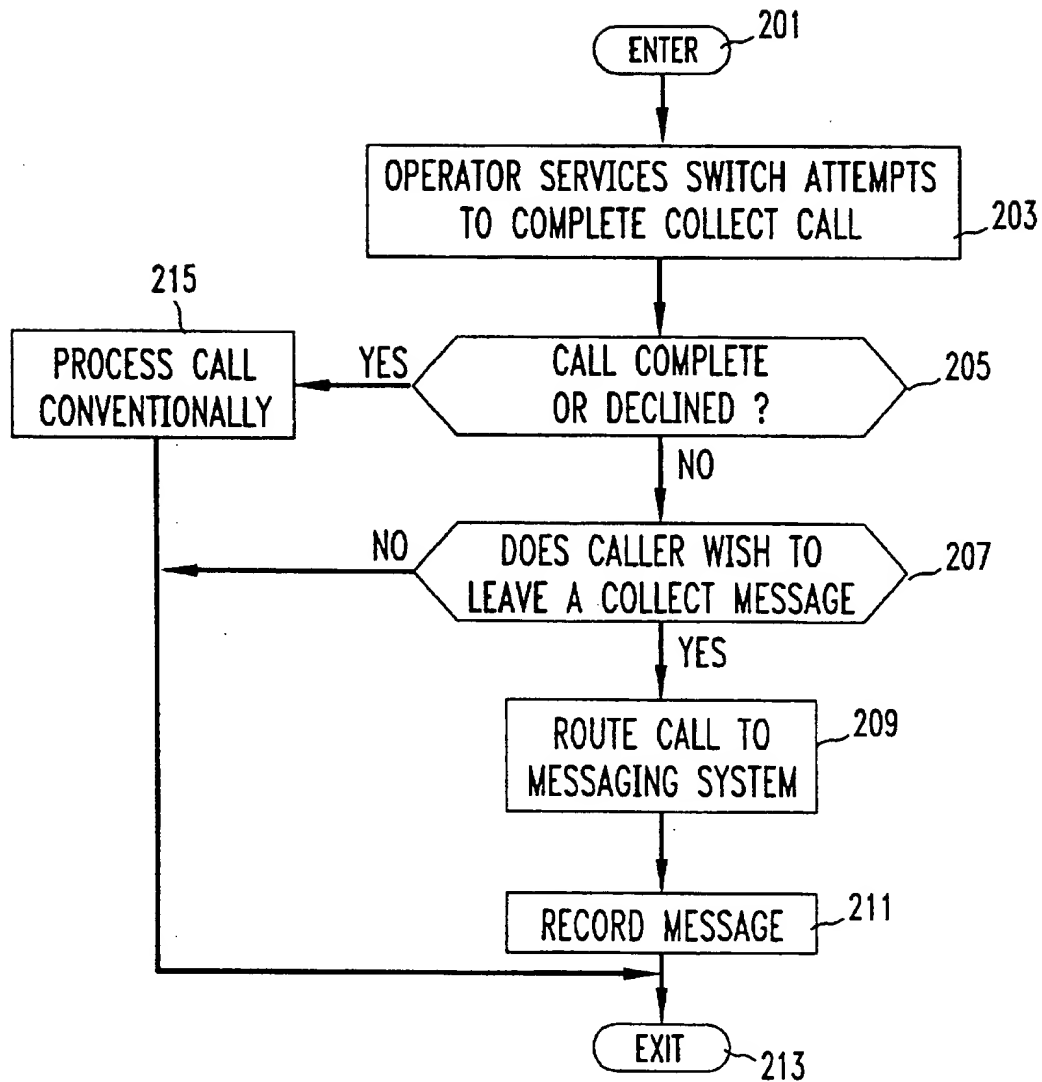 ENTER
201
OPERATOR SERVICES SWITCH ATTEMPTS
TO COMPLETE COLLECT CALL
203
215
PROCESS CALL
CONVENTIONALLY
YES
CALL COMPLETE
OR DECLINED ?
205
NO
NO
DOES CALLER WISH TO
LEAVE A COLLECT MESSAGE
207
YES
ROUTE CALL TO
MESSAGING SYSTEM
209
RECORD MESSAGE
211
EXIT
213